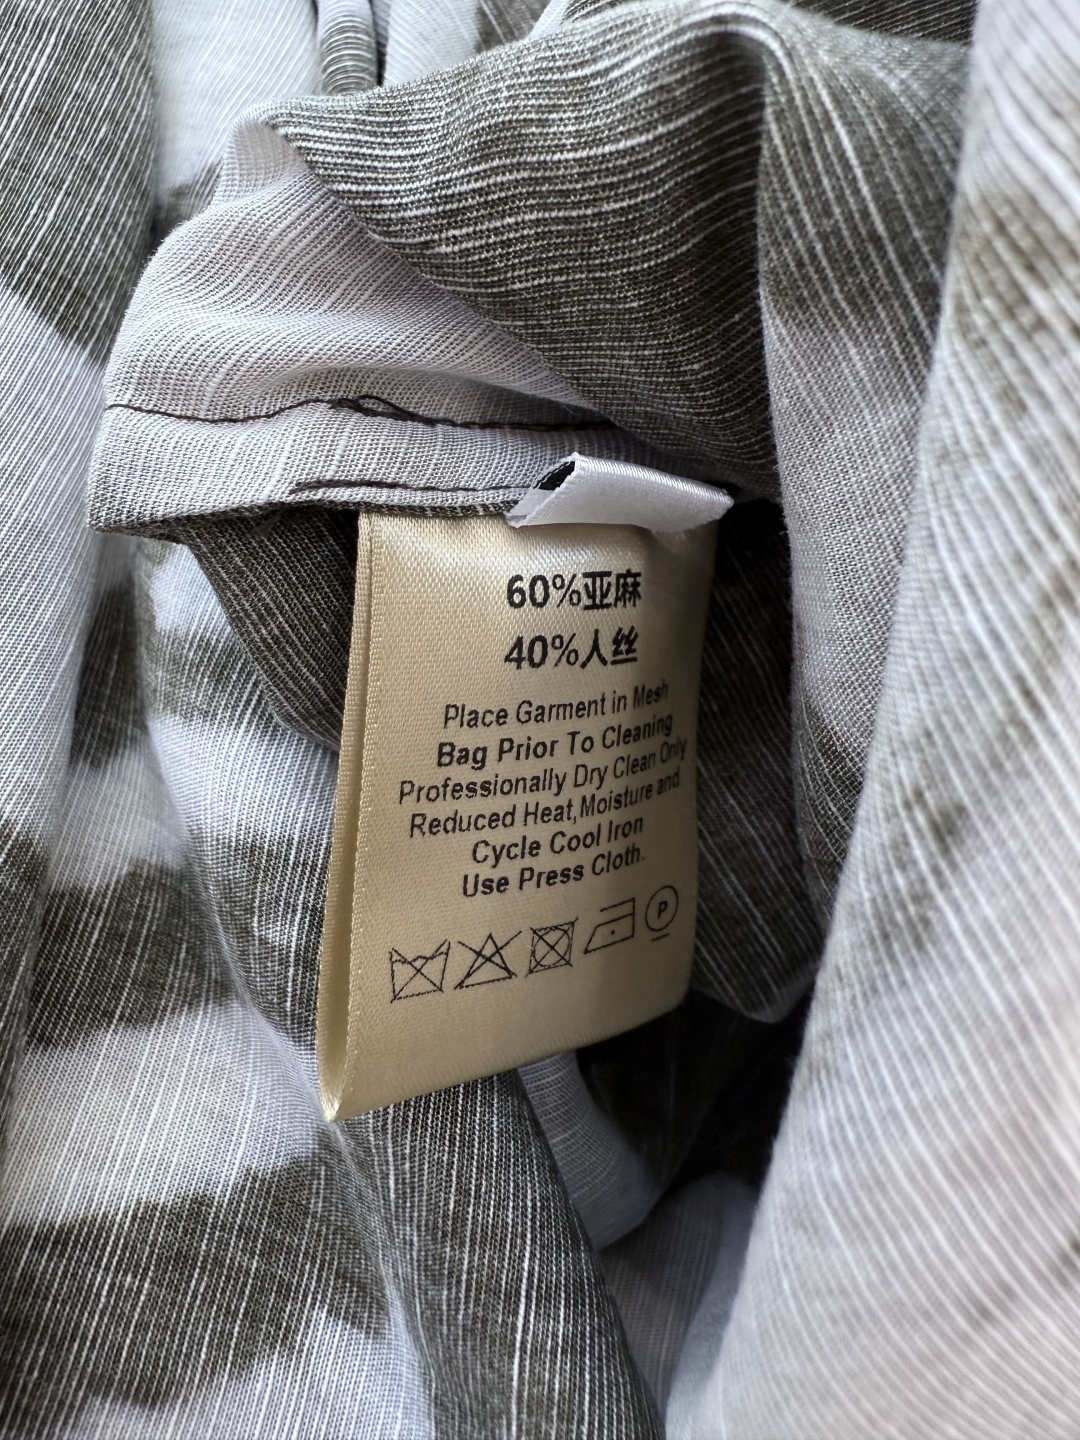 60%亚麻
40%人丝
Place Garment in Mesh
Bag Prior To Cleaning
Professionally Dry Clean Only
Reduced Heat,Moisture and
Cycle Cool Iron
Use Press Cloth.
P